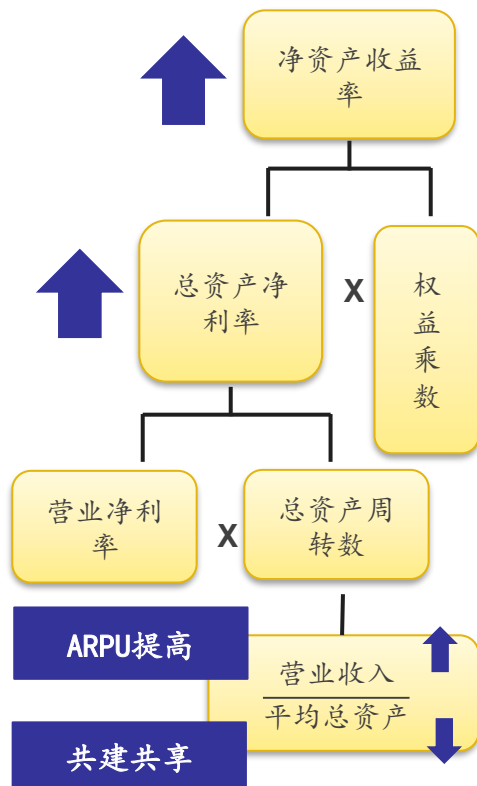 净资产收益
率
总资产净
利率
X
权
益
乘
数
营业净利
率
X
总资产周
转数
ARPU提高
营业收入
平均总资产
共建共享